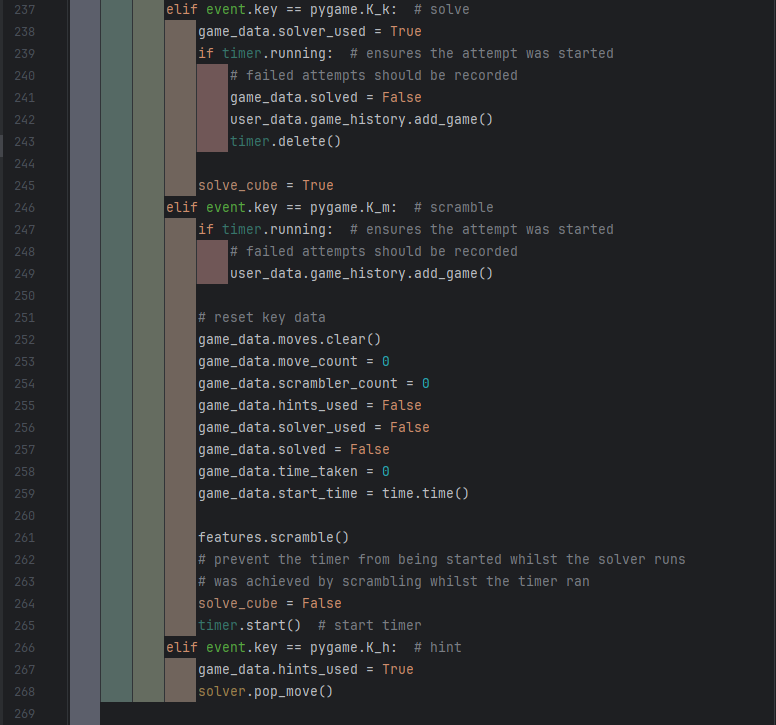 237 elif event.key == pygame.K_k:  # solve
238 game_data.solver_used = True
239 if timer.running:  # ensures the attempt was started
240 # failed attempts should be recorded
241 game_data.solved = False
242 user_data.game_history.add_game()
243 timer.delete()
244
245 solve_cube = True
246 elif event.key == pygame.K_m:  # scramble
247 if timer.running:  # ensures the attempt was started
248 # failed attempts should be recorded
249 user_data.game_history.add_game()
250
251 # reset key data
252 game_data.moves.clear()
253 game_data.move_count = 0
254 game_data.scrambler_count = 0
255 game_data.hints_used = False
256 game_data.solver_used = False
257 game_data.solved = False
258 game_data.time_taken = 0
259 game_data.start_time = time.time()
260
261 features.scramble()
262 # prevent the timer from being started whilst the solver runs
263 # was achieved by scrambling whilst the timer ran
264 solve_cube = False
265 timer.start()  # start timer
266 elif event.key == pygame.K_h:  # hint
267 game_data.hints_used = True
268 solver.pop_move()
269